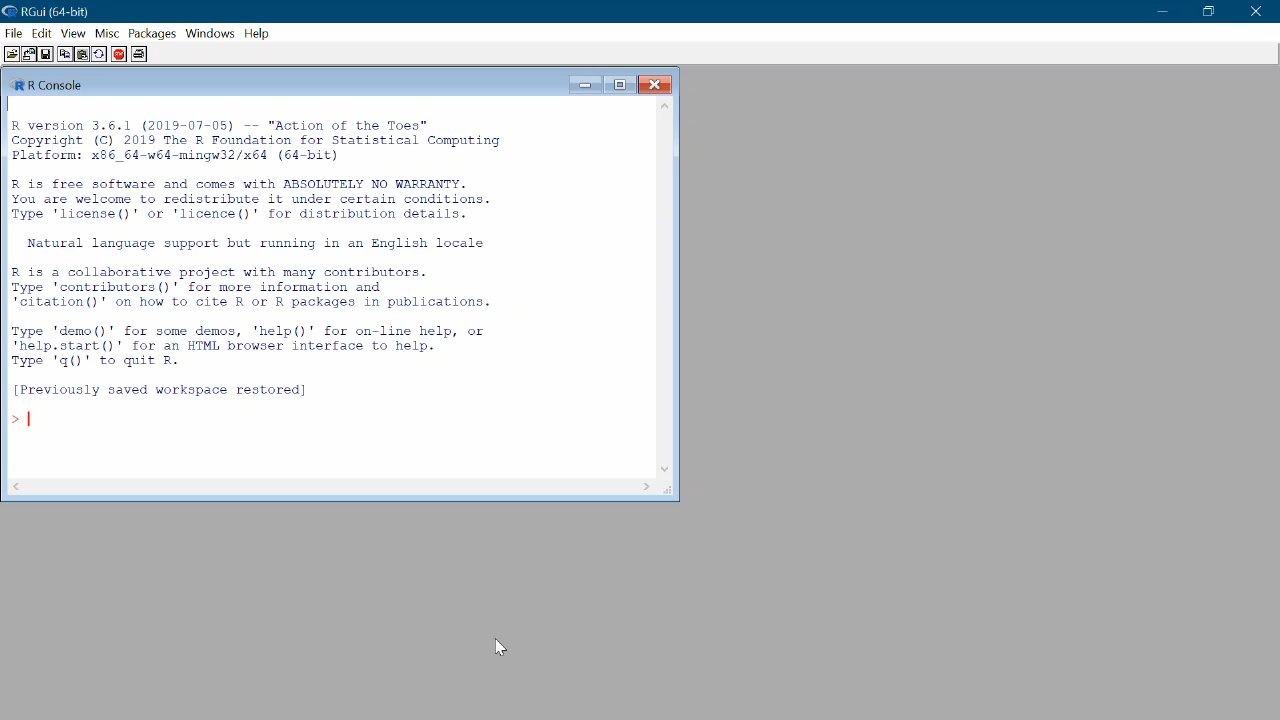 RGui (64-bit)
File Edit View Misc Packages Windows Help
STOP
R Console
R version 3.6.1 (2019-07-05) -- "Action of the Toes"
Copyright (C) 2019 The R Foundation for Statistical Computing
Platform: x86_64-w64-mingw32/x64 (64-bit)
R is free software and comes with ABSOLUTELY NO WARRANTY.
You are welcome to redistribute it under certain conditions.
Type 'license()' or 'licence()' for distribution details.
Natural language support but running in an English locale
R is a collaborative project with many contributors.
Type 'contributors()' for more information and
'citation()' on how to cite R or R packages in publications.
Type 'demo()' for some demos, 'help()' for on-line help, or
'help.start()' for an HTML browser interface to help.
Type 'q()' to quit R.
[Previously saved workspace restored]
>